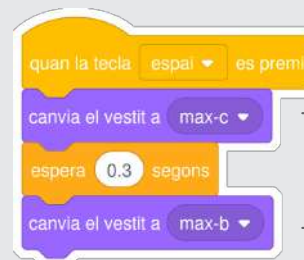 quan la tecla espai es premi
canvia el vestit a max-c
espera 0.3 segons
canvia el vestit a max-b